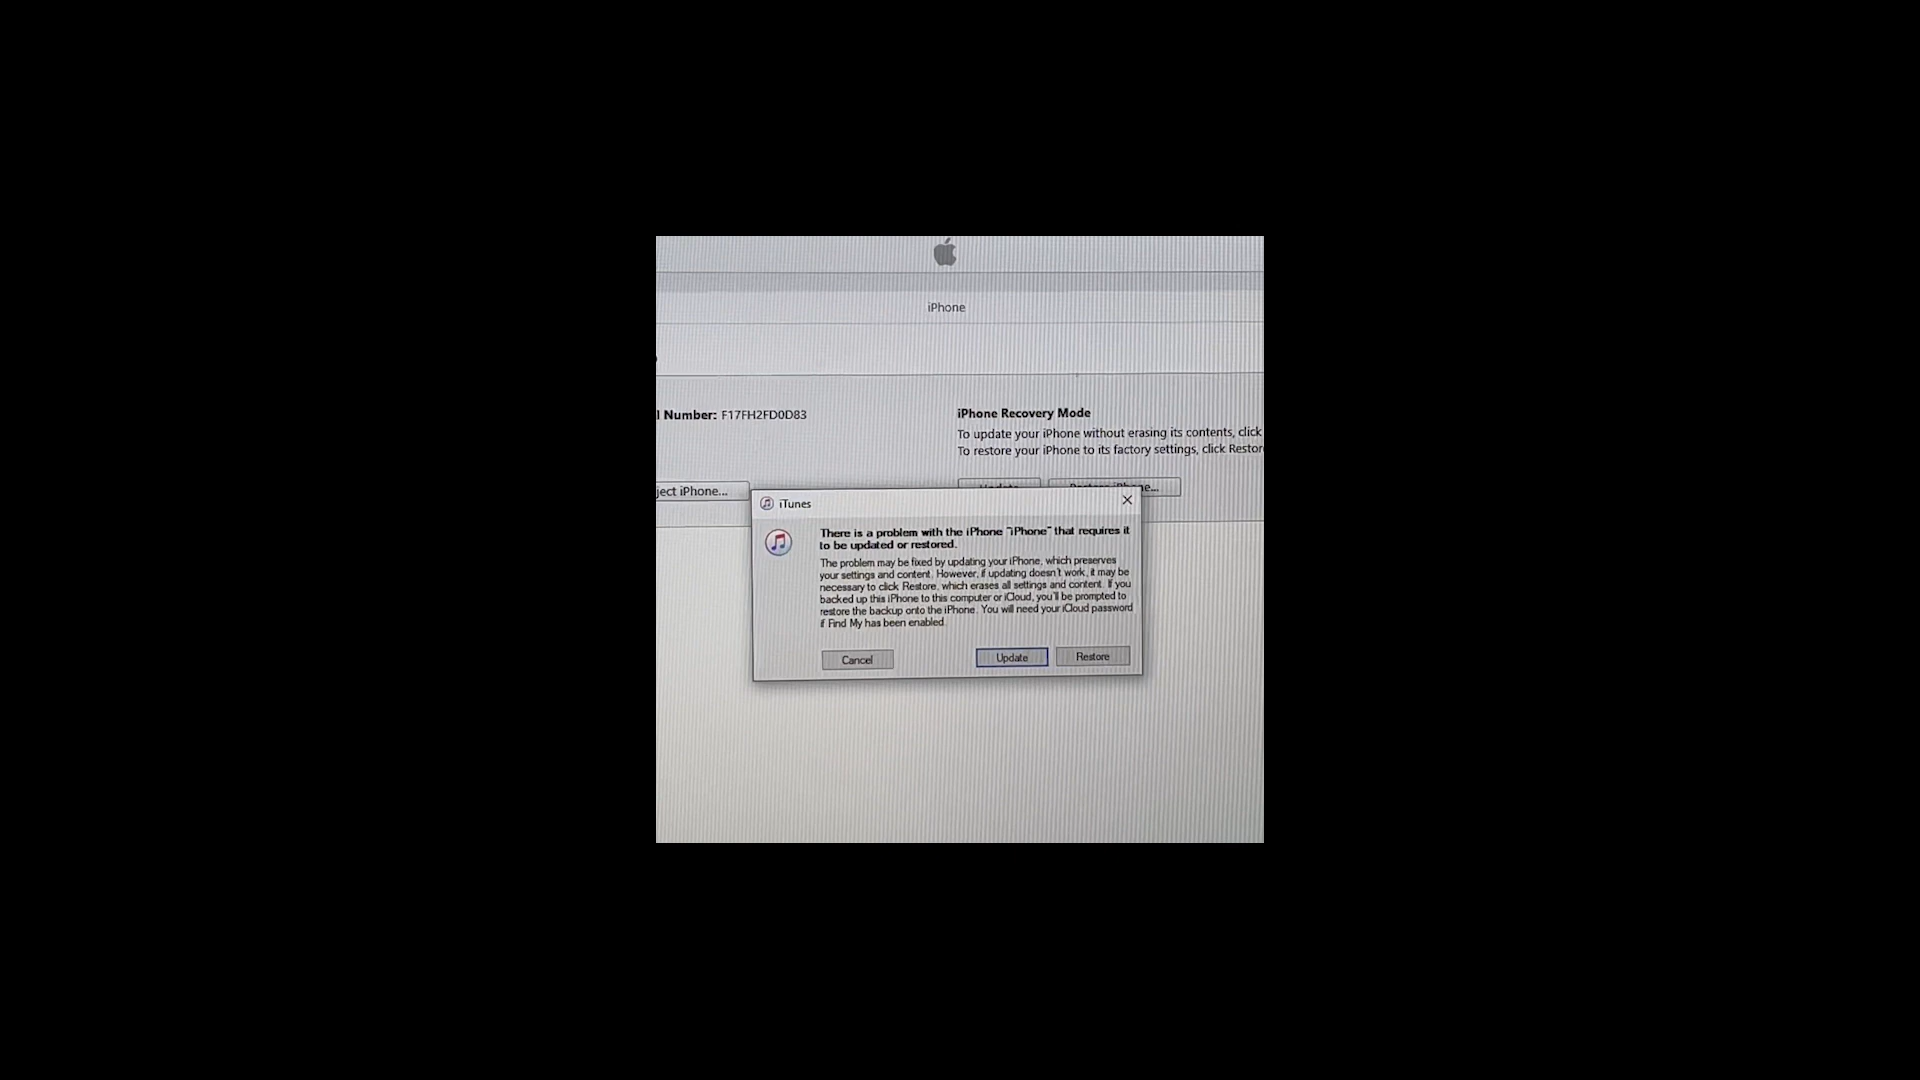 iPhone
l Number: F17FH2FD0D83
iPhone Recovery Mode
To update your iPhone without erasing its contents, click
To restore your iPhone to its factory settings, click Restor
ject iPhone...
iTunes
There is a problem with the iPhone "iPhone" that requires it
to be updated or restored.
The problem may be fixed by updating your iPhone, which preserves
your settings and content. However, if updating doesn't work, it may be
necessary to click Restore, which erases all settings and content. If you
backed up this iPhone to this computer or iCloud, you'll be prompted to
restore the backup onto the iPhone. You will need your iCloud password
if Find My has been enabled.
Cancel
Update
Restore